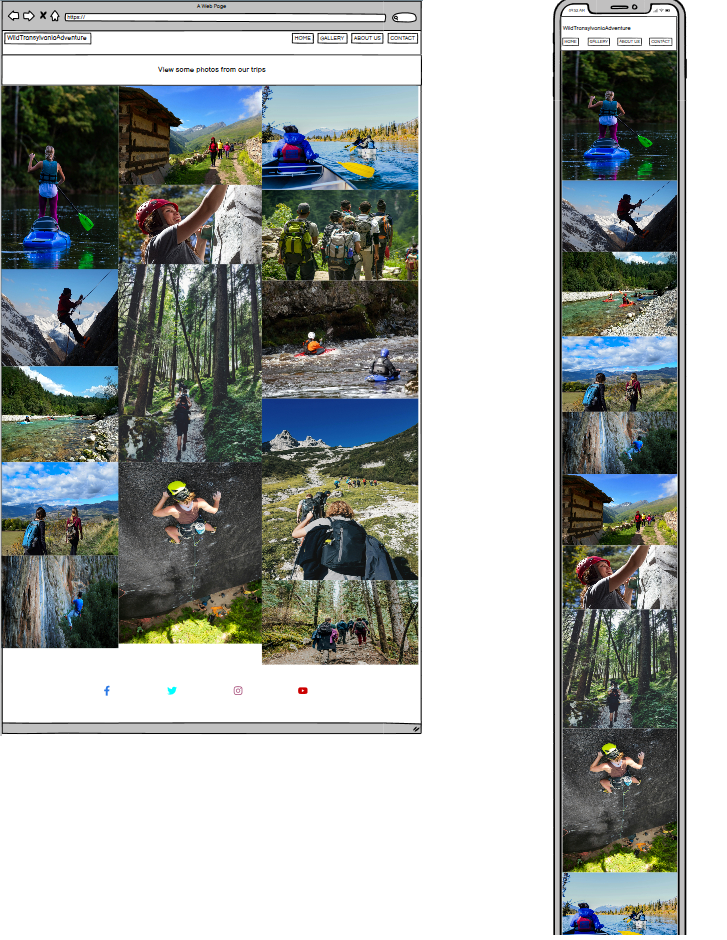 A Web Page
https://
WildTransylvaniaAdventure HOME GALLERY ABOUT US CONTACT
View some photos from our trips
WildTransylvaniaAdventure
HOME GALLERY ABOUT US CONTACT